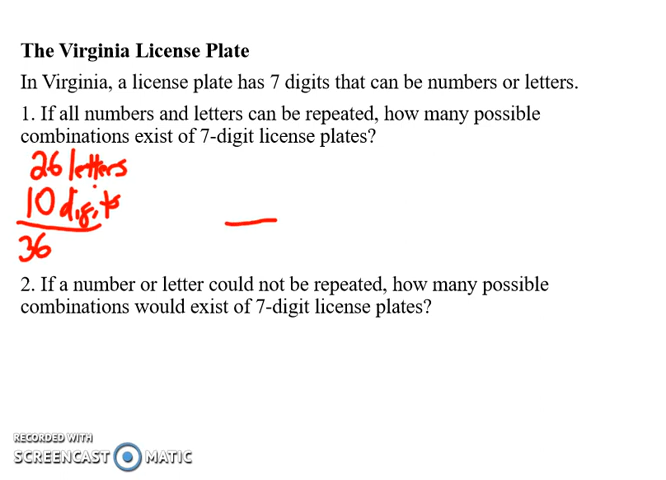 The Virginia License Plate
In Virginia, a license plate has 7 digits that can be numbers or letters.
1. If all numbers and letters can be repeated, how many possible
combinations exist of 7-digit license plates?
26 letters
10 digits
36
2. If a number or letter could not be repeated, how many possible
combinations would exist of 7-digit license plates?
RECORDED WITH
SCREENCAST MATIC